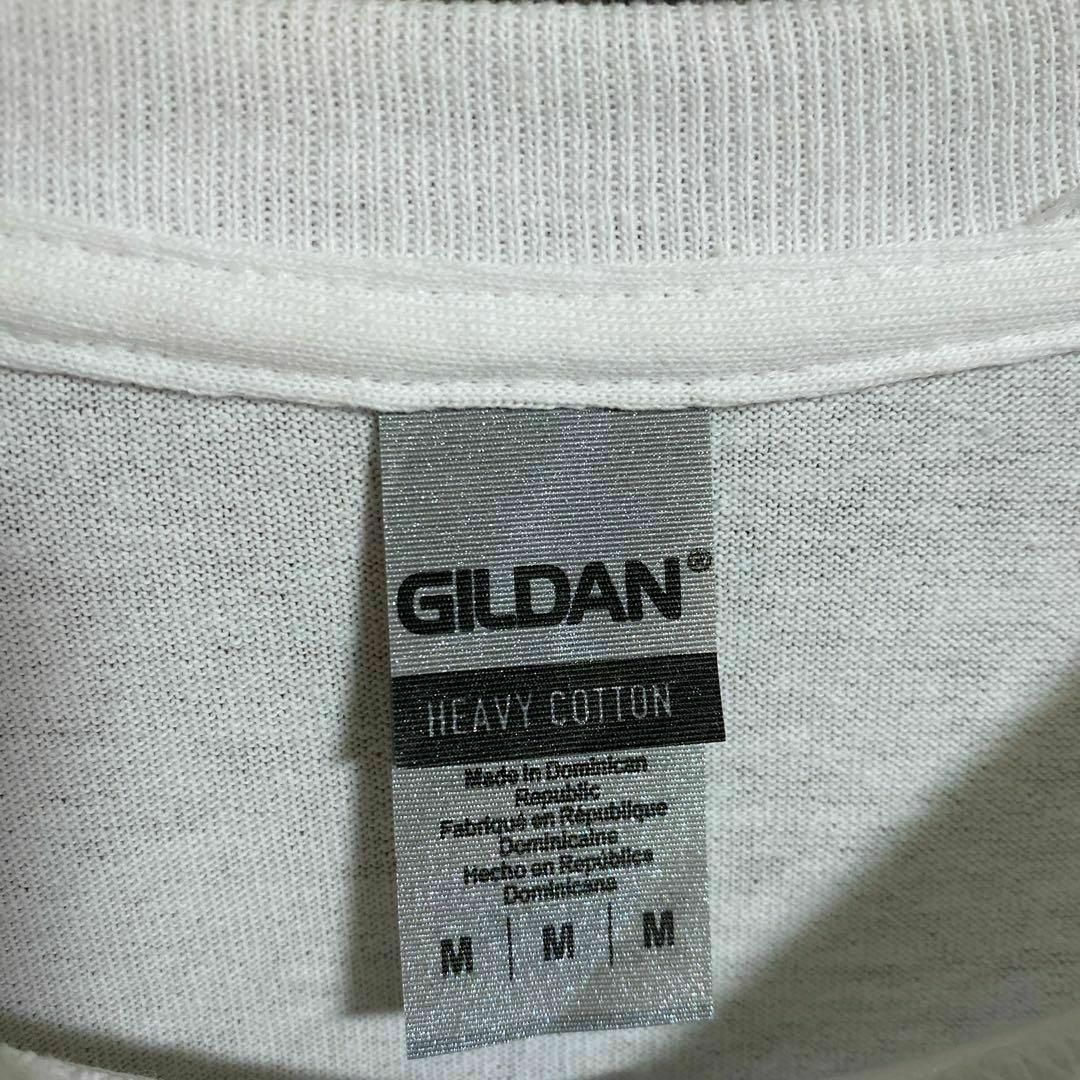 GILDAN®
HEAVY COTTON
Made in Dominican
Republic
Fabriqué en République
Dominicaine
Hecho en República
Dominicana
M | M | M